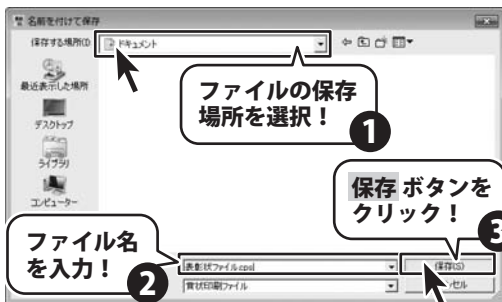 名前を付けて保存
保存する場所(I)
ドキュメント
最近表示した場所
デスクトップ
ライブラリ
コンピューター
ファイルの保存
場所を選択！
1
保存 ボタンを
クリック！
3
ファイル名
を入力！
2
表彰状ファイル.cpsl
保存(S)
賞状印刷ファイル